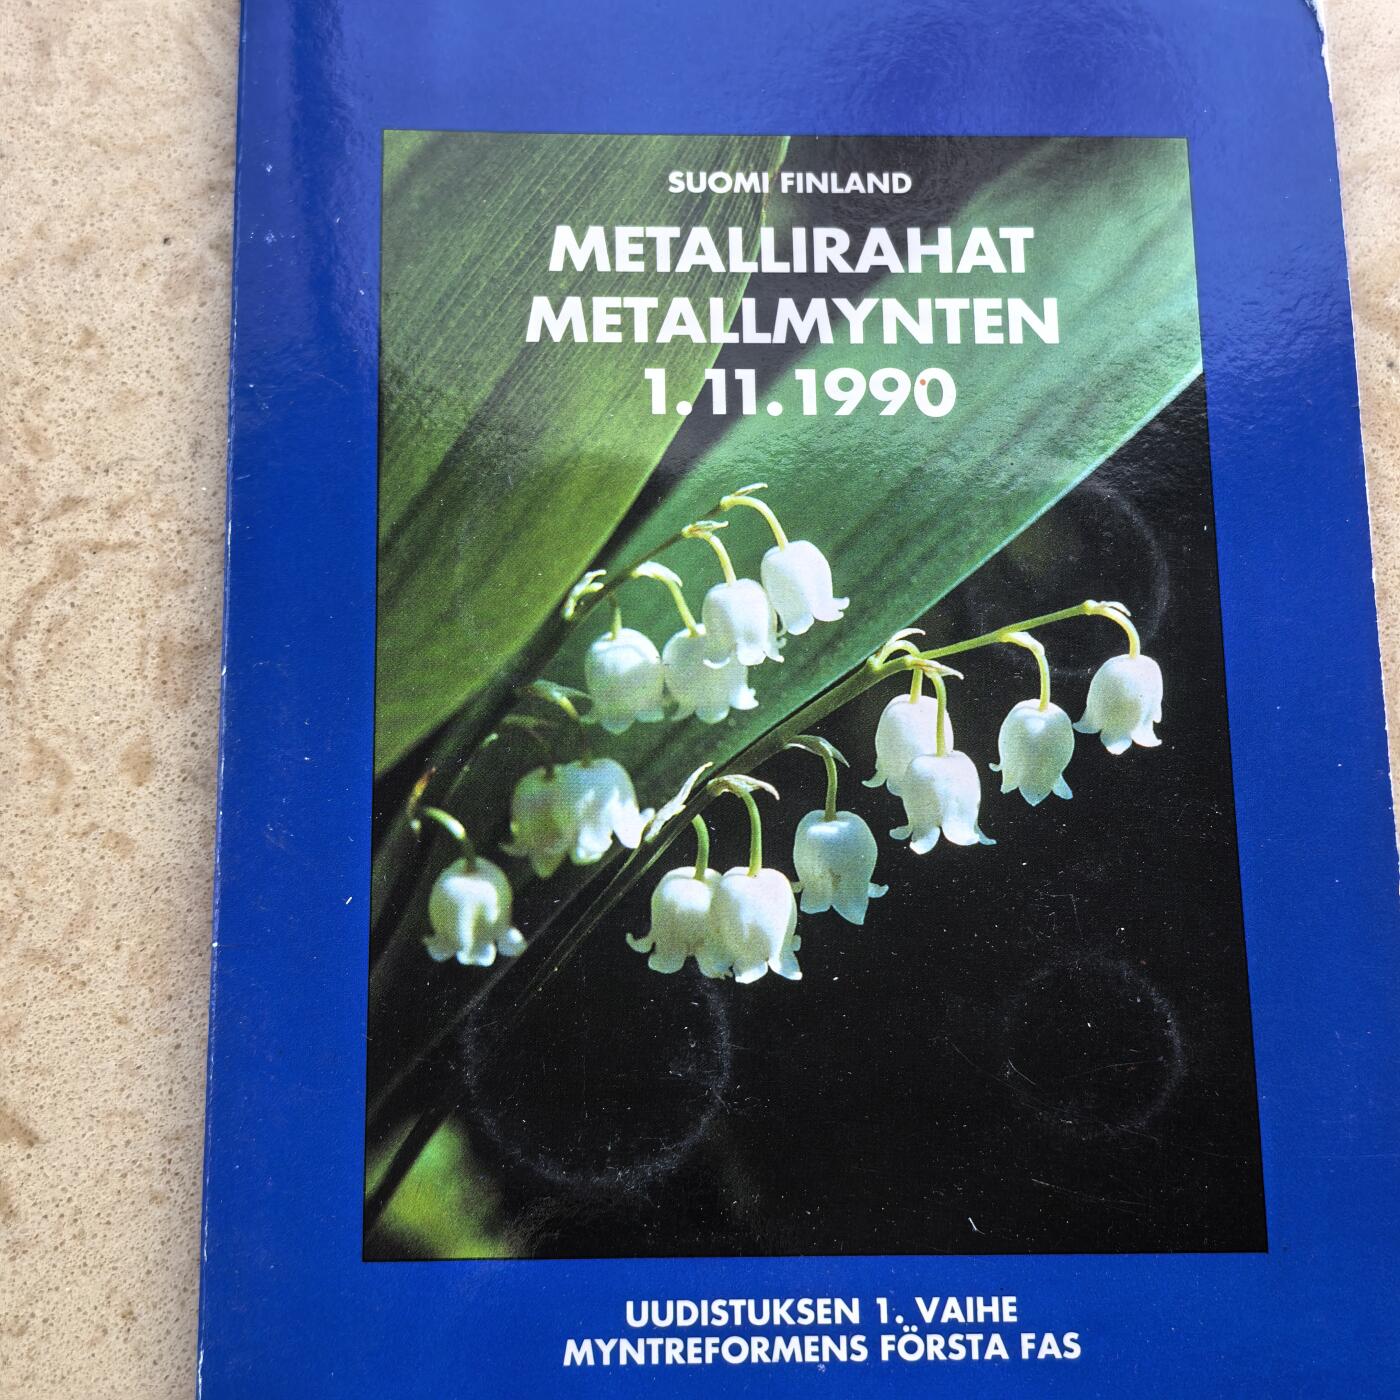 SUOMI FINLAND
METALLIRAHAT
METALLMYNTEN
1.11.1990
UUDISTUKSEN 1. VAIHE
MYNTREFORMENS FÖRSTA FAS